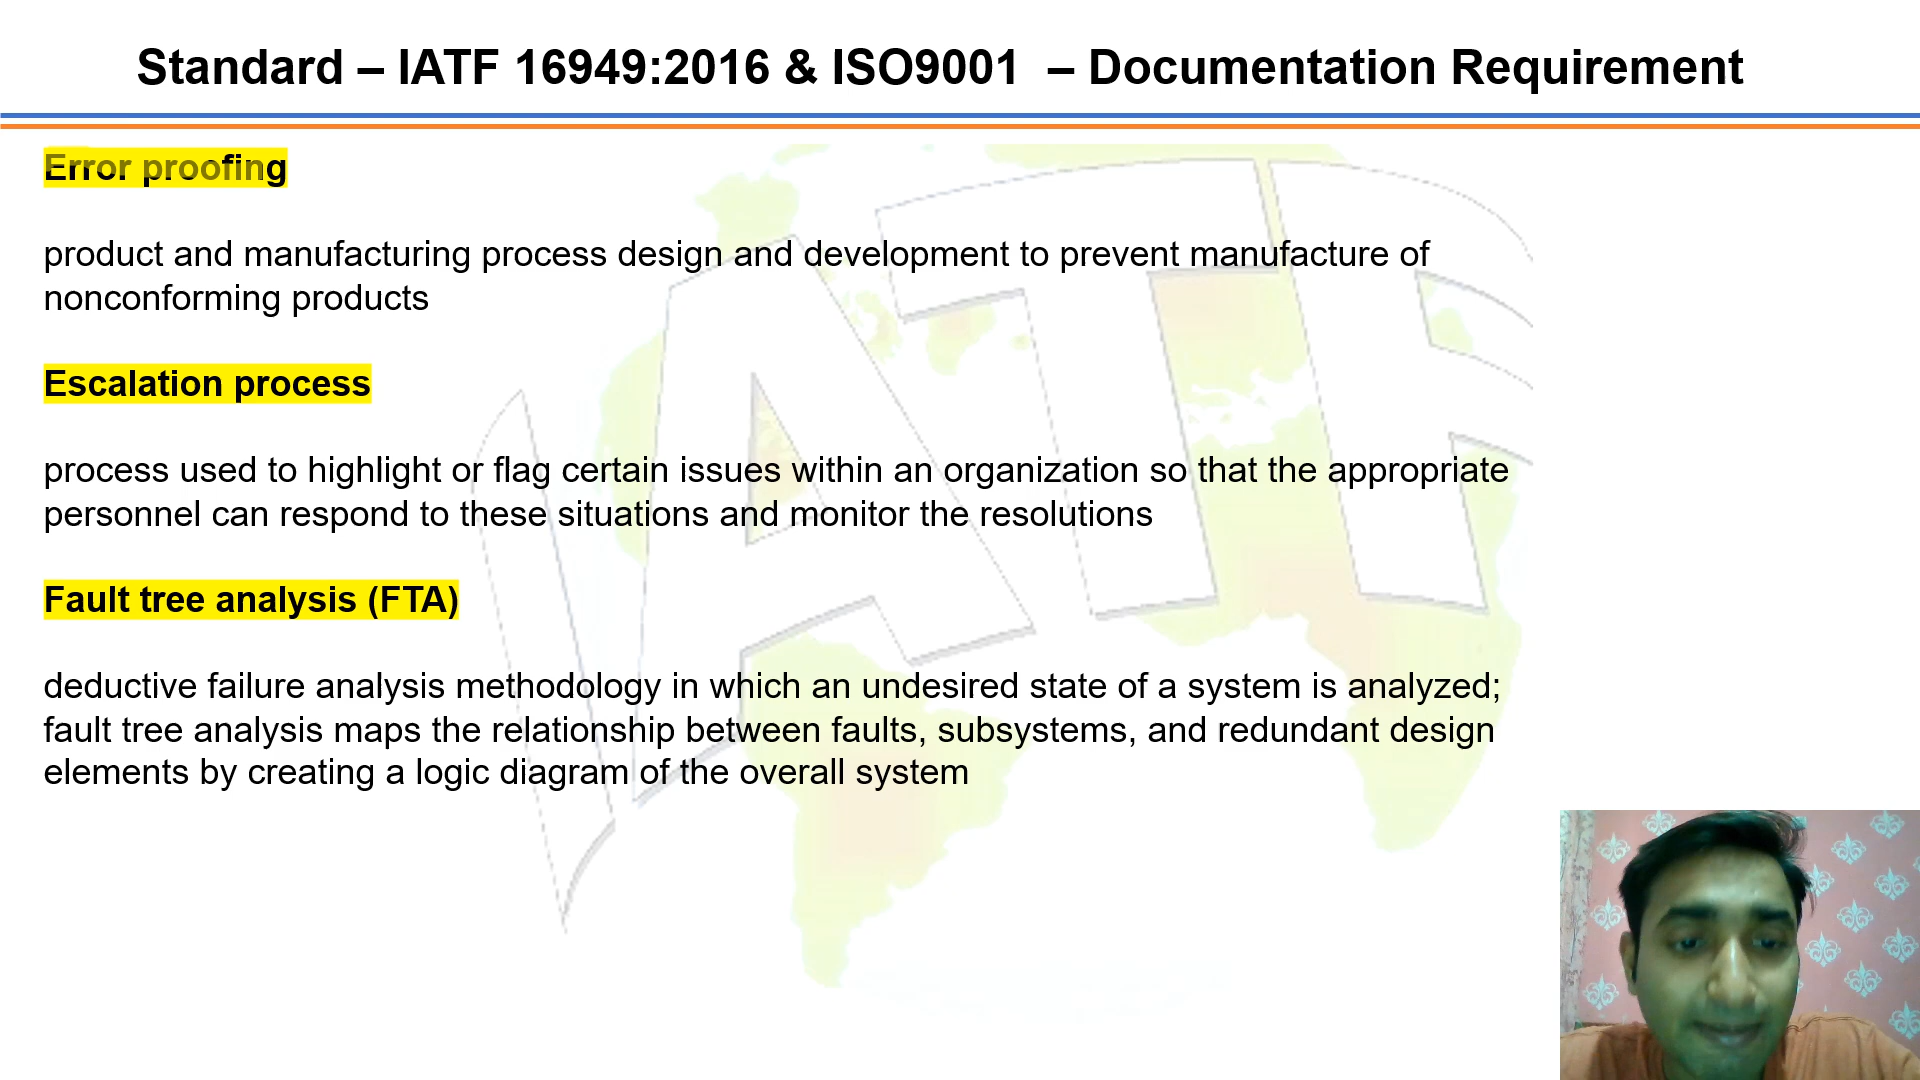 Standard – IATF 16949:2016 & ISO9001 – Documentation Requirement
Error proofing
product and manufacturing process design and development to prevent manufacture of
nonconforming products
Escalation process
process used to highlight or flag certain issues within an organization so that the appropriate
personnel can respond to these situations and monitor the resolutions
Fault tree analysis (FTA)
deductive failure analysis methodology in which an undesired state of a system is analyzed;
fault tree analysis maps the relationship between faults, subsystems, and redundant design
elements by creating a logic diagram of the overall system
IATF